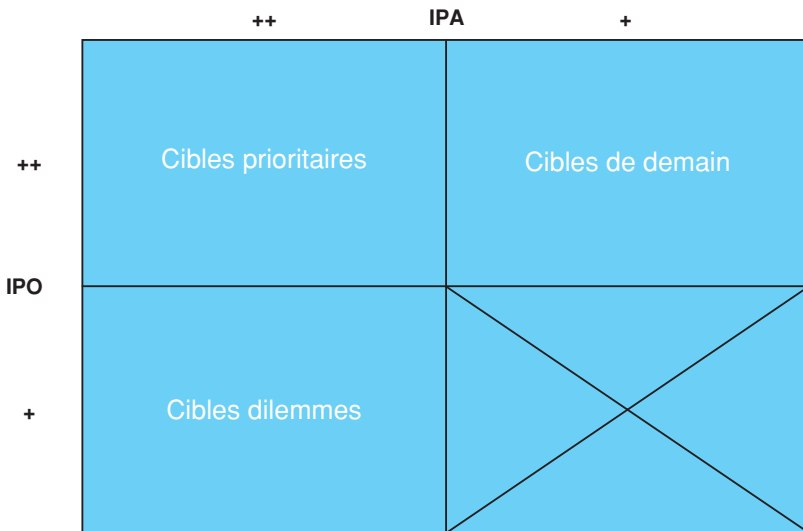 ++ IPA +
++ Cibles prioritaires Cibles de demain
IPO
+ Cibles dilemmes